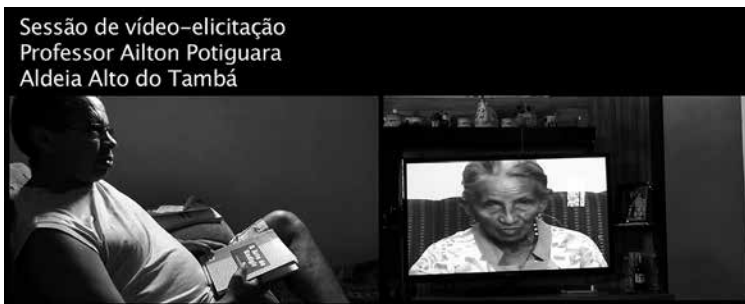 Sessão de vídeo-elicitação
Professor Ailton Potiguara
Aldeia Alto do Tambá